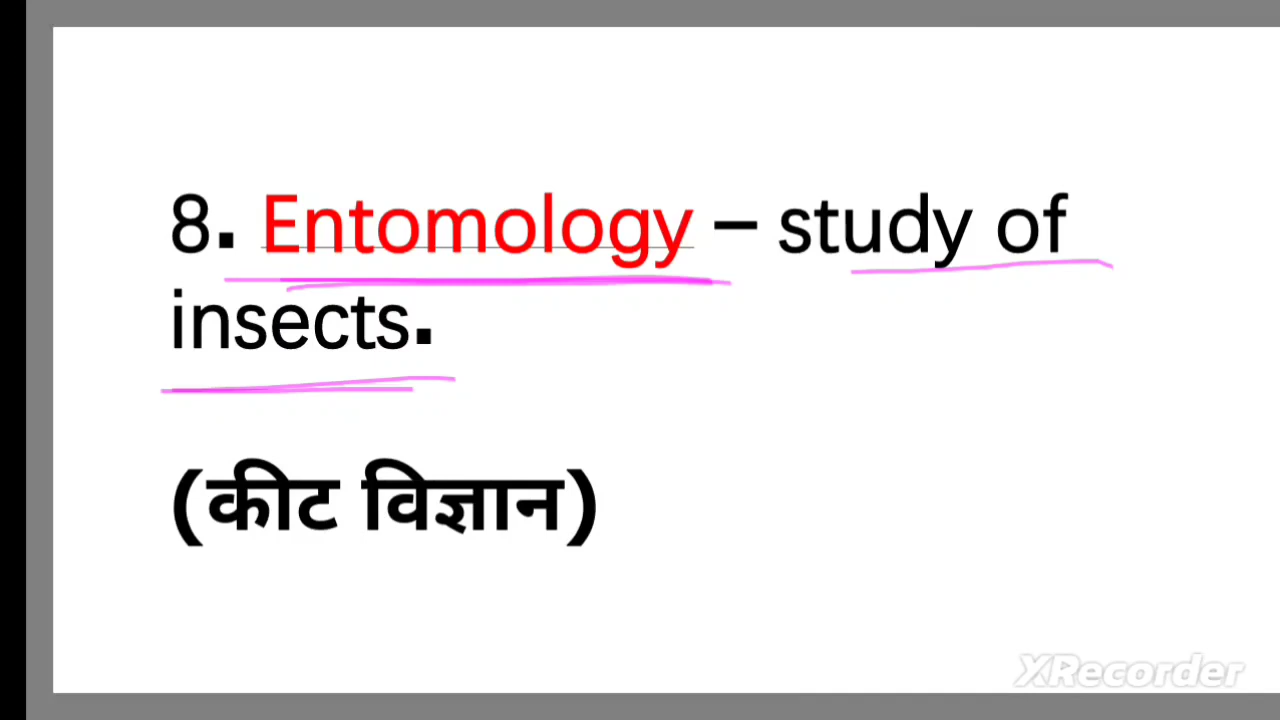 8. Entomology – study of
insects.
(कीट विज्ञान)
XRecorder